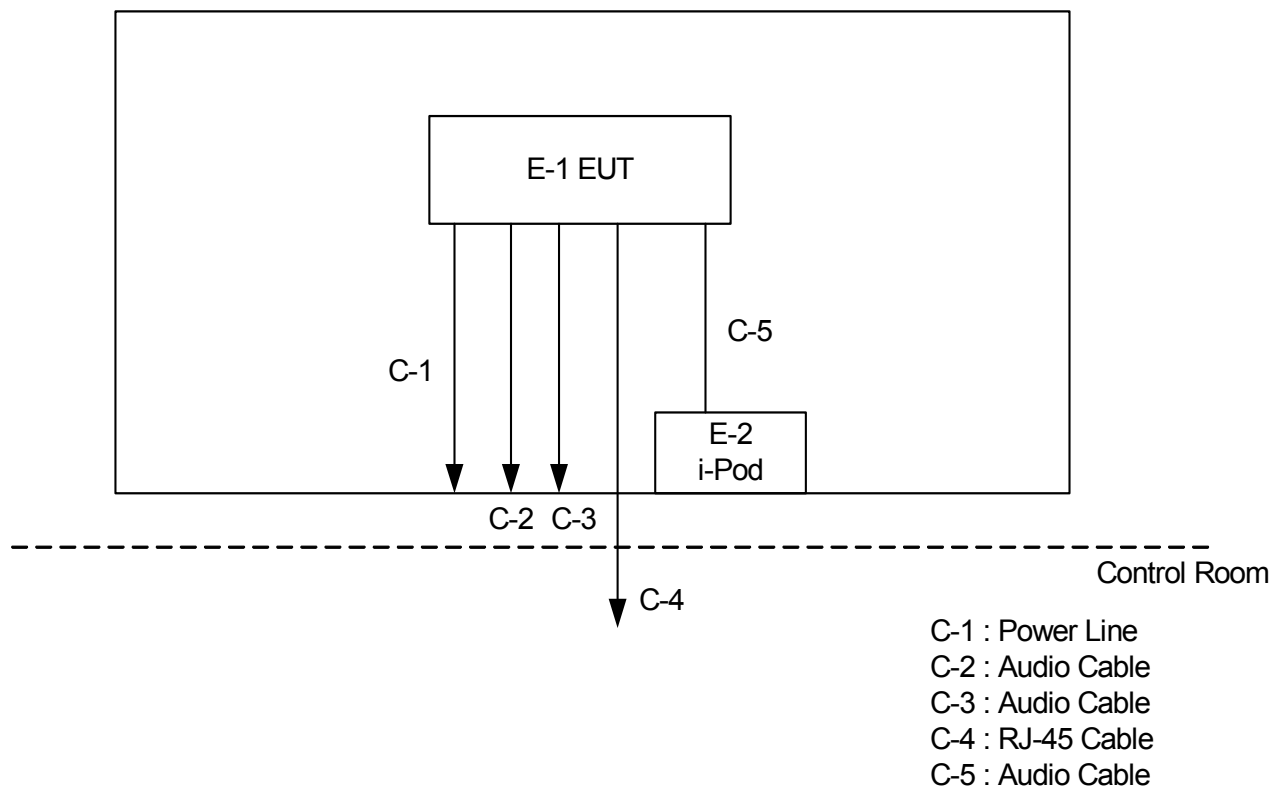 E-1 EUT
C-5
C-1
E-2
i-Pod
C-2 C-3
Control Room
C-4
C-1 : Power Line
C-2 : Audio Cable
C-3 : Audio Cable
C-4 : RJ-45 Cable
C-5 : Audio Cable